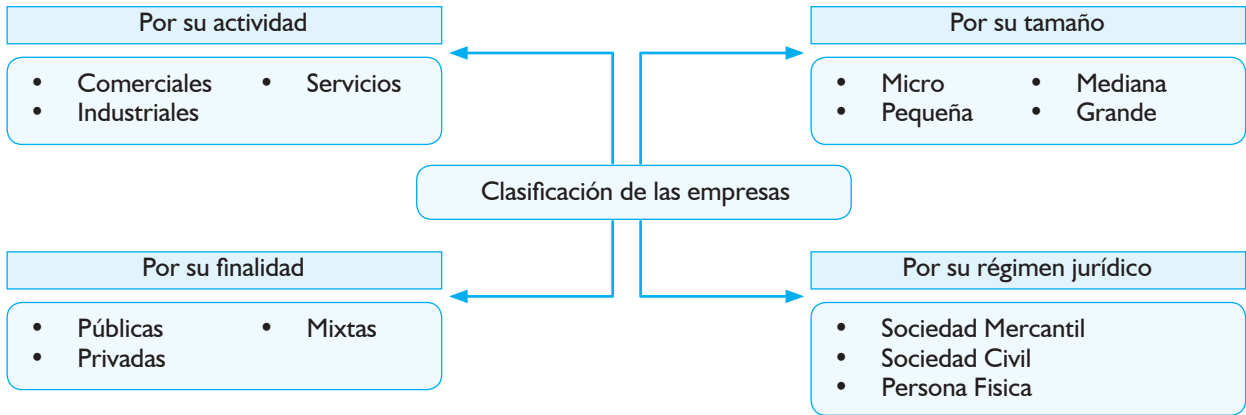 Por su actividad
• Comerciales • Servicios
• Industriales
Por su tamaño
• Micro • Mediana
• Pequeña • Grande
Clasificación de las empresas
Por su finalidad
• Públicas • Mixtas
• Privadas
Por su régimen jurídico
• Sociedad Mercantil
• Sociedad Civil
• Persona Fisica